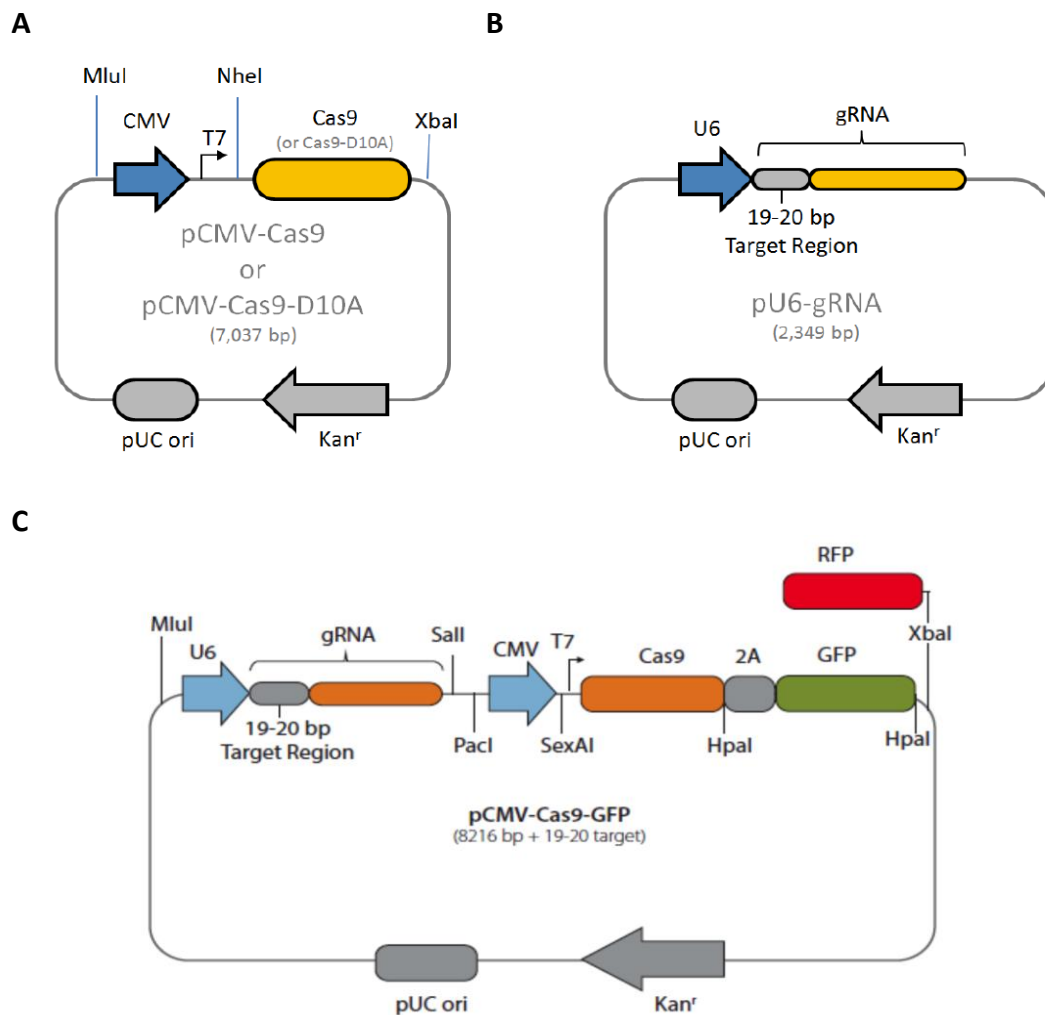 A
MluI
NheI
CMV
T7
Cas9
(or Cas9-D10A)
XbaI
pCMV-Cas9
or
pCMV-Cas9-D10A
(7,037 bp)
pUC ori
Kanʳ
B
U6
gRNA
19-20 bp
Target Region
pU6-gRNA
(2,349 bp)
pUC ori
Kanʳ
C
RFP
MluI
U6
gRNA
SalI
CMV
T7
Cas9
2A
GFP
XbaI
19-20 bp
Target Region
PacI
SexAI
HpaI
HpaI
pCMV-Cas9-GFP
(8216 bp + 19-20 target)
pUC ori
Kanʳ